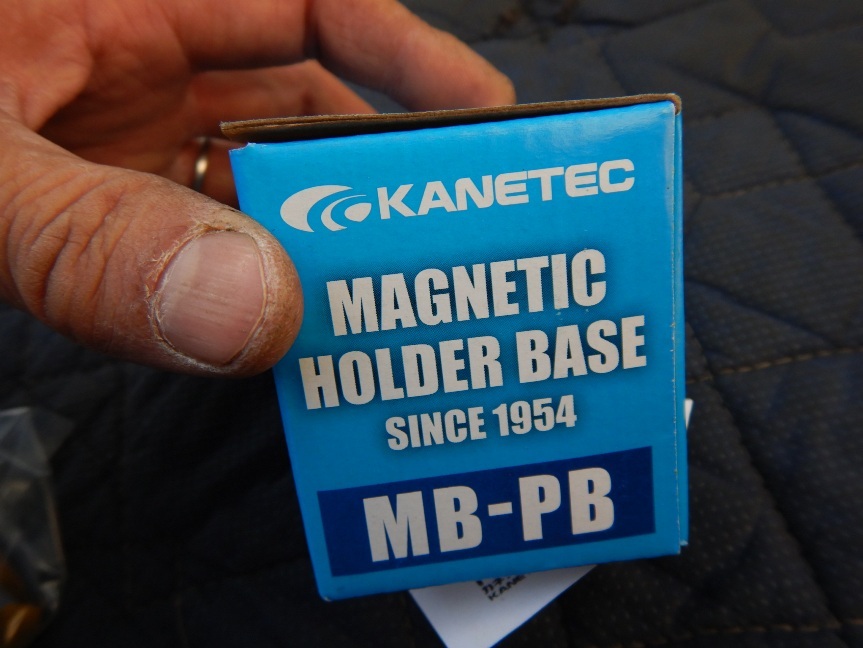 KANETEC
MAGNETIC
HOLDER BASE
SINCE 1954
MB-PB